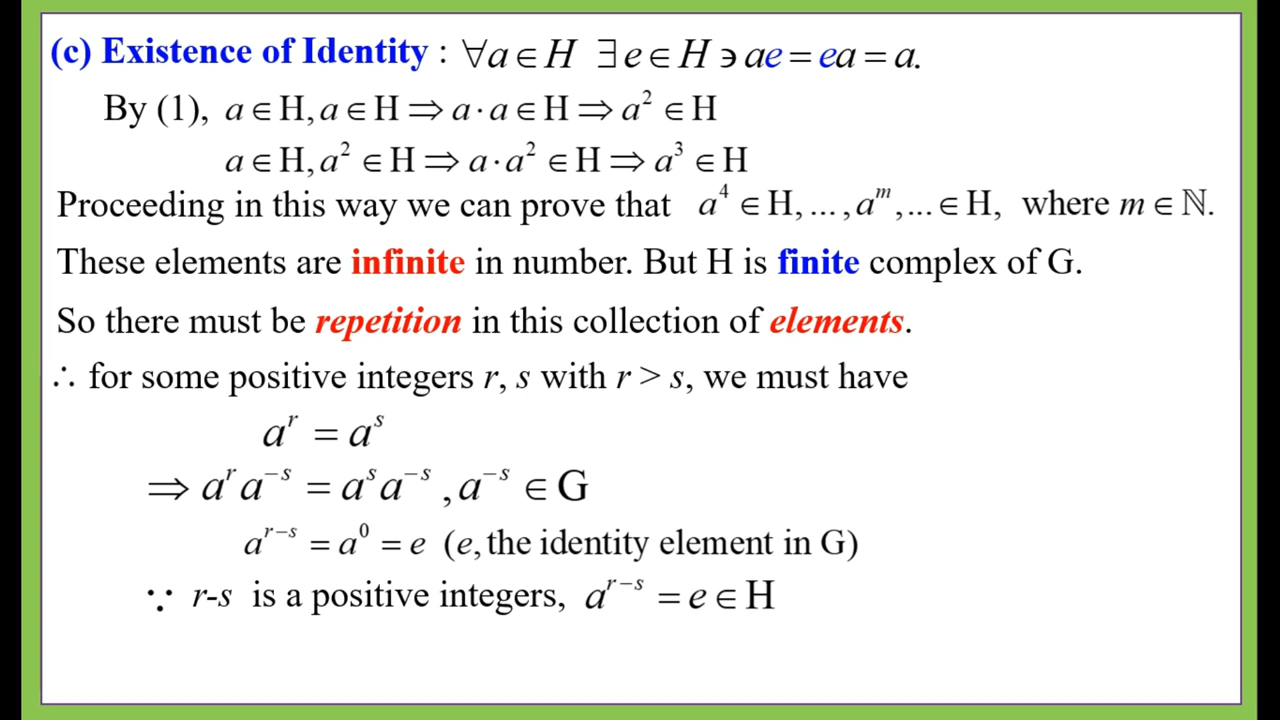 (c) Existence of Identity : ∀a ∈ H ∃ e ∈ H ∋ ae = ea = a.
By (1), a ∈ H, a ∈ H ⟹ a · a ∈ H ⟹ a² ∈ H
a ∈ H, a² ∈ H ⟹ a · a² ∈ H ⟹ a³ ∈ H
Proceeding in this way we can prove that a⁴ ∈ H, ... , aᵐ , ... ∈ H, where m ∈ ℕ.
These elements are infinite in number. But H is finite complex of G.
So there must be repetition in this collection of elements.
∴ for some positive integers r, s with r > s, we must have
aʳ = aˢ
⟹ aʳ a⁻ˢ = aˢ a⁻ˢ , a⁻ˢ ∈ G
aʳ⁻ˢ = a⁰ = e (e, the identity element in G)
∵ r-s is a positive integers, aʳ⁻ˢ = e ∈ H